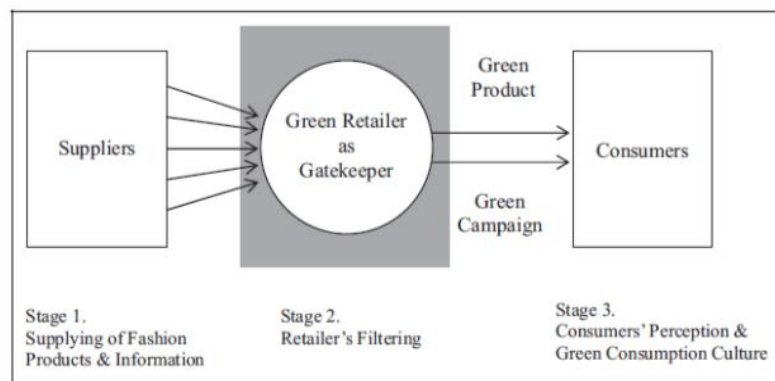 Suppliers
Green Retailer
as
Gatekeeper
Green
Product
Green
Campaign
Consumers
Stage 1.
Supplying of Fashion
Products & Information
Stage 2.
Retailer's Filtering
Stage 3.
Consumers' Perception &
Green Consumption Culture